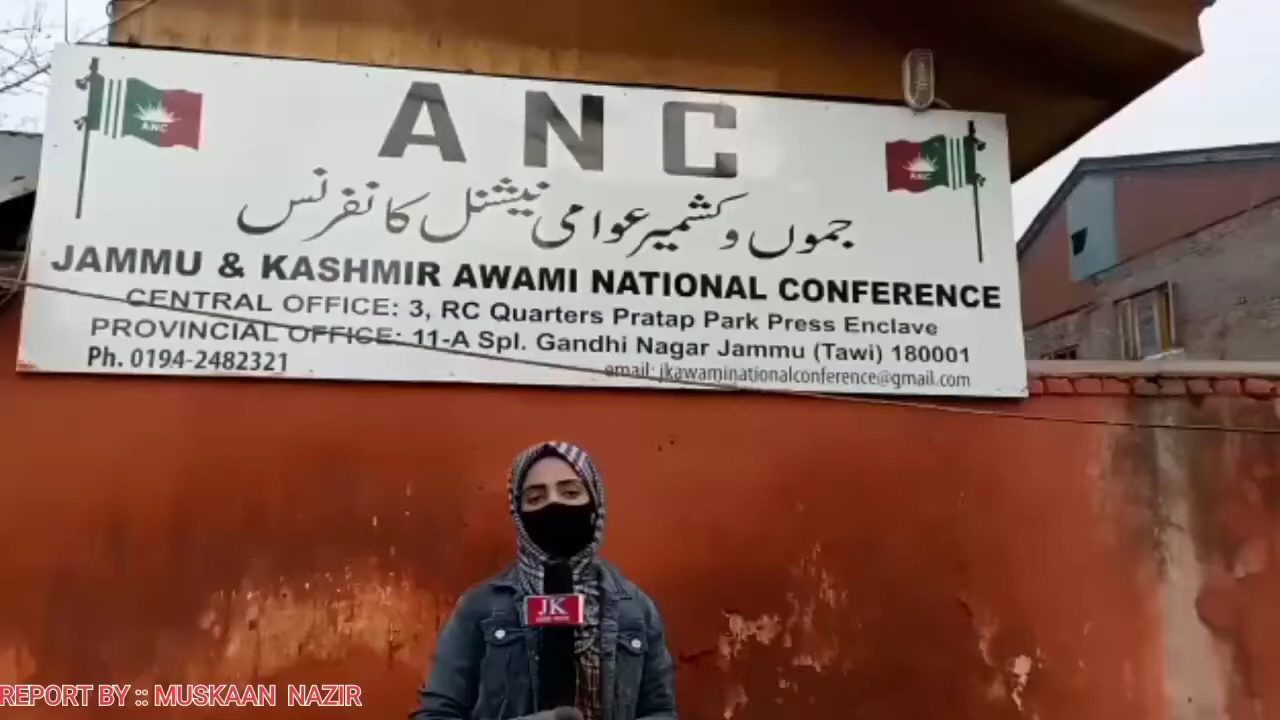 ANC
ANC
A N C
جموں و کشمیر عوامی نیشنل کانفرنس
JAMMU & KASHMIR AWAMI NATIONAL CONFERENCE
CENTRAL OFFICE: 3, RC Quarters Pratap Park Press Enclave
PROVINCIAL OFFICE: 11-A Spl. Gandhi Nagar Jammu (Tawi) 180001
Ph. 0194-2482321
email: jkawaminationalconference@gmail.com
JK
REPORT BY :: MUSKAAN NAZIR